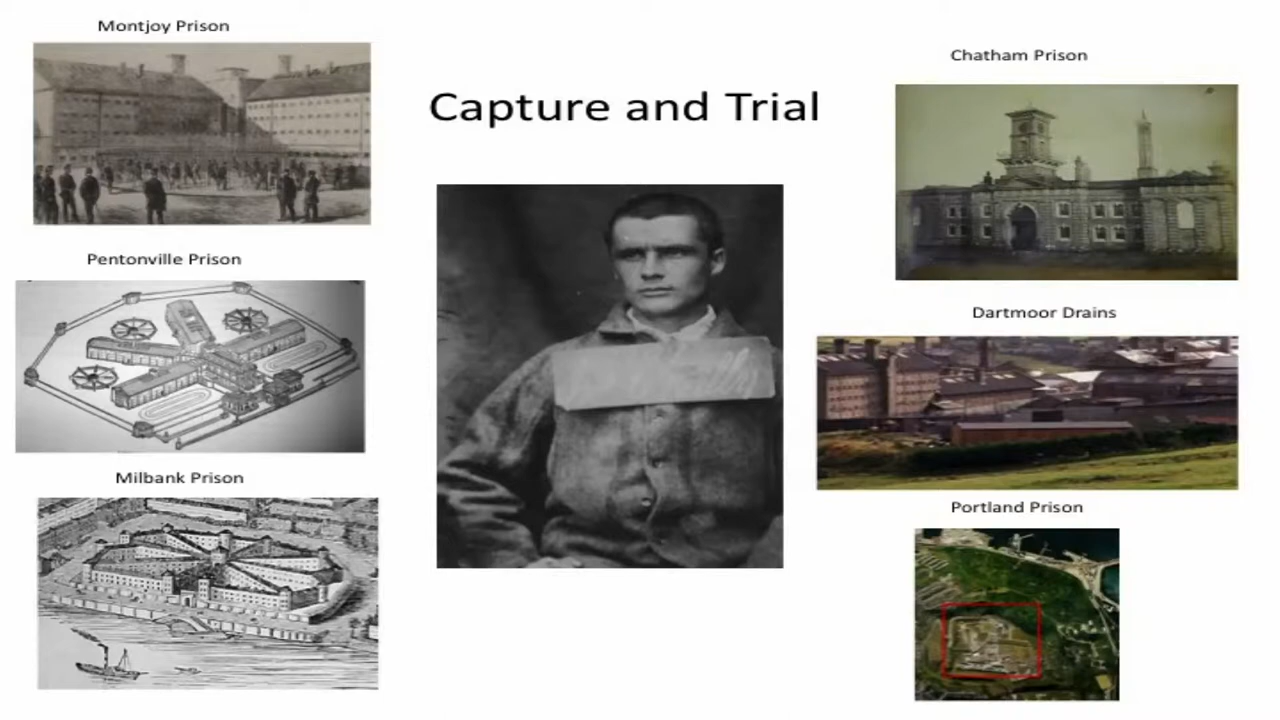 Montjoy Prison
Chatham Prison
Capture and Trial
Pentonville Prison
Dartmoor Drains
Milbank Prison
Portland Prison